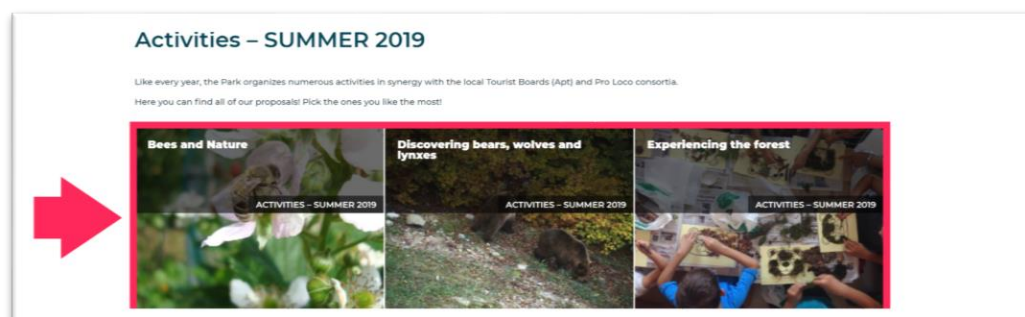 Activities – SUMMER 2019
Like every year, the Park organizes numerous activities in synergy with the local Tourist Boards (Apt) and Pro Loco consortia.
Here you can find all of our proposals! Pick the ones you like the most!
Bees and Nature
ACTIVITIES – SUMMER 2019
Discovering bears, wolves and
lynxes
ACTIVITIES – SUMMER 2019
Experiencing the forest
ACTIVITIES – SUMMER 2019